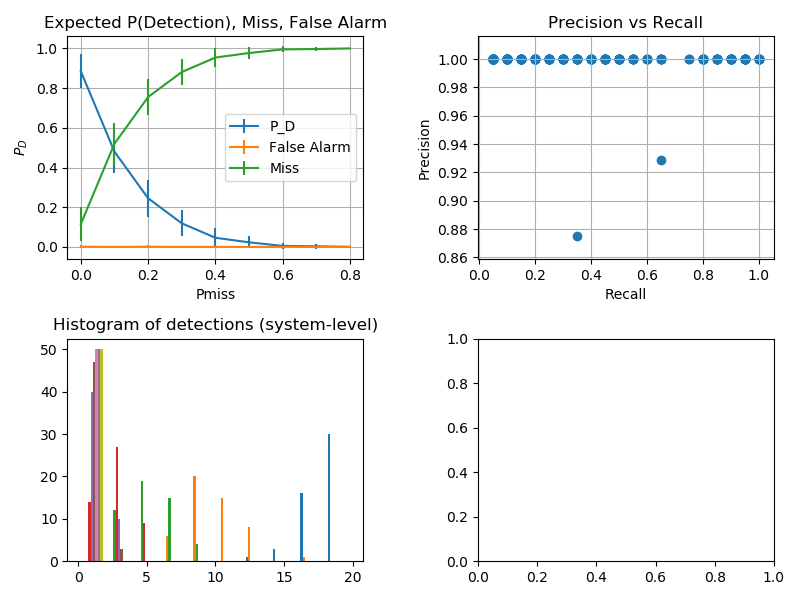 Expected P(Detection), Miss, False Alarm
1.0
0.8
0.6
0.4
0.2
0.0
P_D
P_D
False Alarm
Miss
0.0 0.2 0.4 0.6 0.8
Pmiss
Precision vs Recall
1.00
0.98
0.96
0.94
0.92
0.90
0.88
0.86
Precision
0.0 0.2 0.4 0.6 0.8 1.0
Recall
Histogram of detections (system-level)
50
40
30
20
10
0
0 5 10 15 20
1.0
0.8
0.6
0.4
0.2
0.0
0.0 0.2 0.4 0.6 0.8 1.0